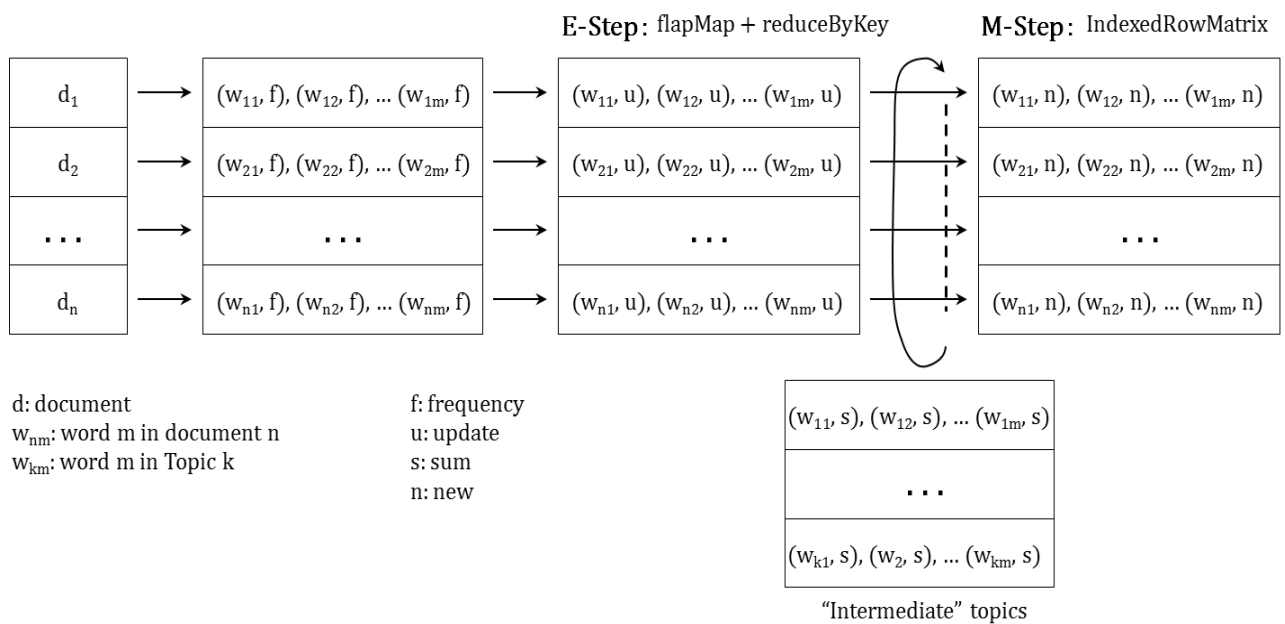 E-Step: flapMap + reduceByKey M-Step: IndexedRowMatrix
d₁ (w₁₁, f), (w₁₂, f), ... (w₁ₘ, f) (w₁₁, u), (w₁₂, u), ... (w₁ₘ, u) (w₁₁, n), (w₁₂, n), ... (w₁ₘ, n)
d₂ (w₂₁, f), (w₂₂, f), ... (w₂ₘ, f) (w₂₁, u), (w₂₂, u), ... (w₂ₘ, u) (w₂₁, n), (w₂₂, n), ... (w₂ₘ, n)
... ... ... ...
dₙ (wₙ₁, f), (wₙ₂, f), ... (wₙₘ, f) (wₙ₁, u), (wₙ₂, u), ... (wₙₘ, u) (wₙ₁, n), (wₙ₂, n), ... (wₙₘ, n)
d: document
wₙₘ: word m in document n
wₖₘ: word m in Topic k
f: frequency
u: update
s: sum
n: new
(w₁₁, s), (w₁₂, s), ... (w₁ₘ, s)
...
(wₖ₁, s), (w₂, s), ... (wₖₘ, s)
“Intermediate” topics